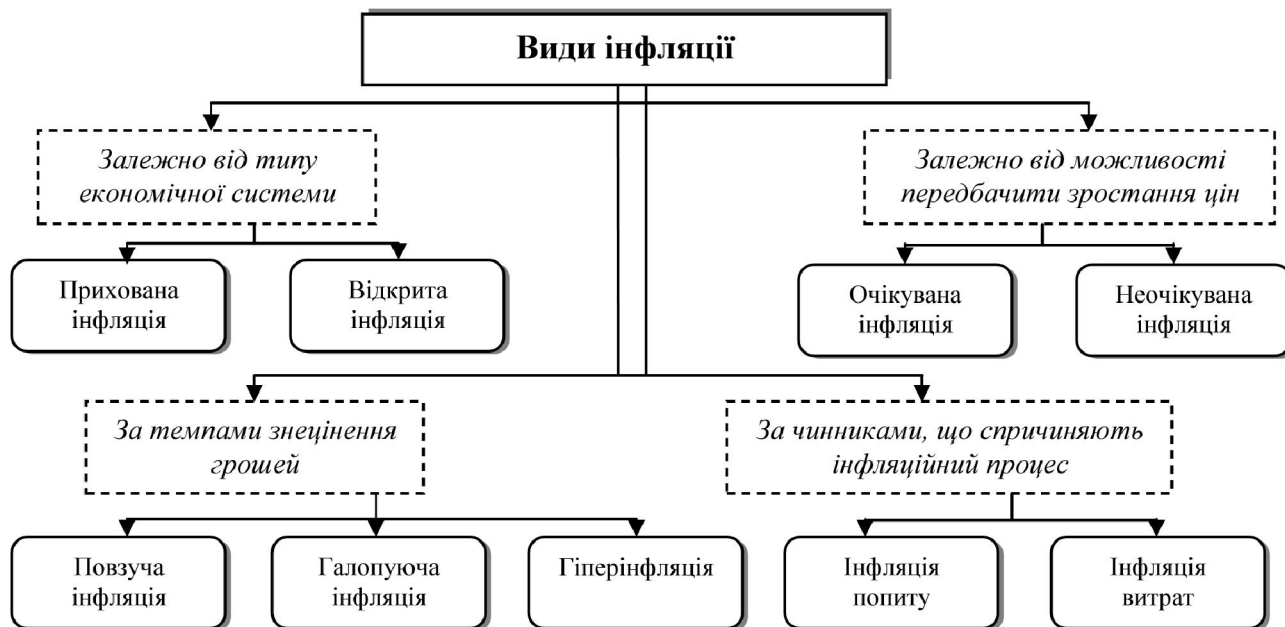 Види інфляції
Залежно від типу
економічної системи
Залежно від можливості
передбачити зростання цін
Прихована
інфляція
Відкрита
інфляція
Очікувана
інфляція
Неочікувана
інфляція
За темпами знецінення
грошей
За чинниками, що спричиняють
інфляційний процес
Повзуча
інфляція
Галопуюча
інфляція
Гіперінфляція
Інфляція
попиту
Інфляція
витрат